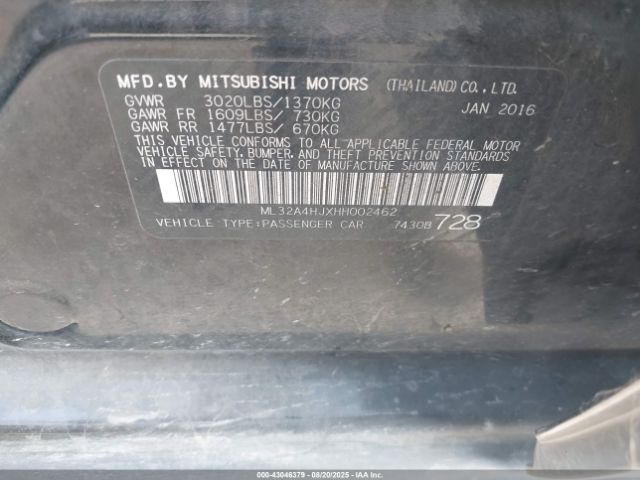 MFD.BY MITSUBISHI MOTORS (THAILAND)CO.,LTD.
GVWR 3020LBS/1370KG JAN 2016
GAWR FR 1609LBS/ 730KG
GAWR RR 1477LBS/ 670KG
THIS VEHICLE CONFORMS TO ALL APPLICABLE FEDERAL MOTOR
VEHICLE SAFETY, BUMPER, AND THEFT PREVENTION STANDARDS
IN EFFECT ON THE DATE OF MANUFACTURE SHOWN ABOVE.
ML32A4HJXHH002462
VEHICLE TYPE:PASSENGER CAR 7430B 728
000-43046379 - 08/20/2025 - IAAI.COM